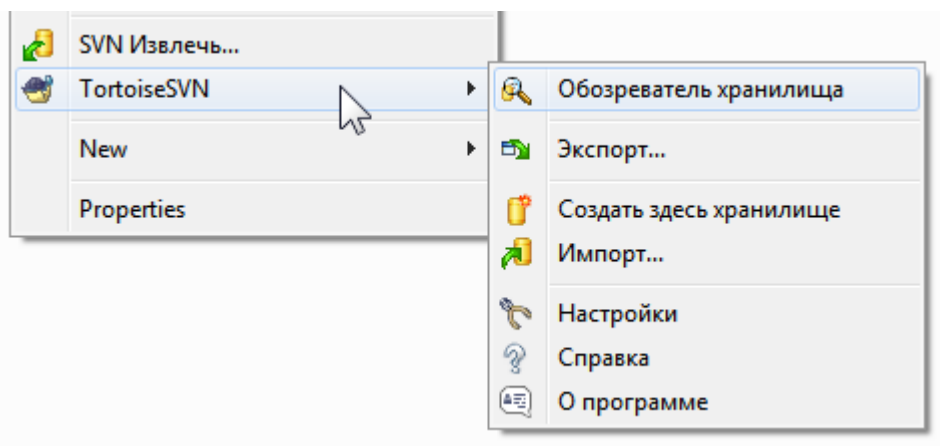 SVN Извлечь...
TortoiseSVN
New
Properties
Обозреватель хранилища
Экспорт...
Создать здесь хранилище
Импорт...
Настройки
Справка
О программе